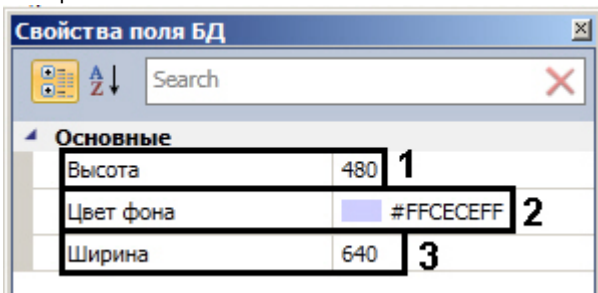 Свойства поля БД
A Z Search
Основные
Высота 480 1
Цвет фона #FFCECEFF 2
Ширина 640 3